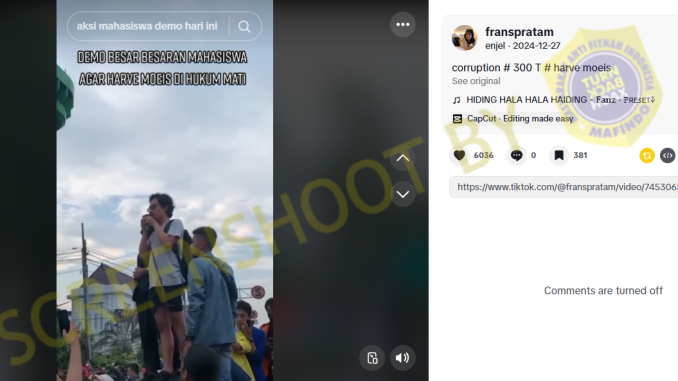 aksi mahasiswa demo hari ini
DEMO BESAR BESARAN MAHASISWA
AGAR HARVE MOEIS DI HUKUM MATI
SCREENSHOOT BY
franspratam
enjel · 2024-12-27
corruption # 300 T # harve moeis
See original
HIDING HALA HALA HAIDING - Fanz - Preset
CapCut · Editing made easy
MASYARAKAT ANTI FITNAH INDONESIA
TURN BACK HOAX
MAFINDO
6036
0
381
https://www.tiktok.com/@franspratam/video/745306
Comments are turned off